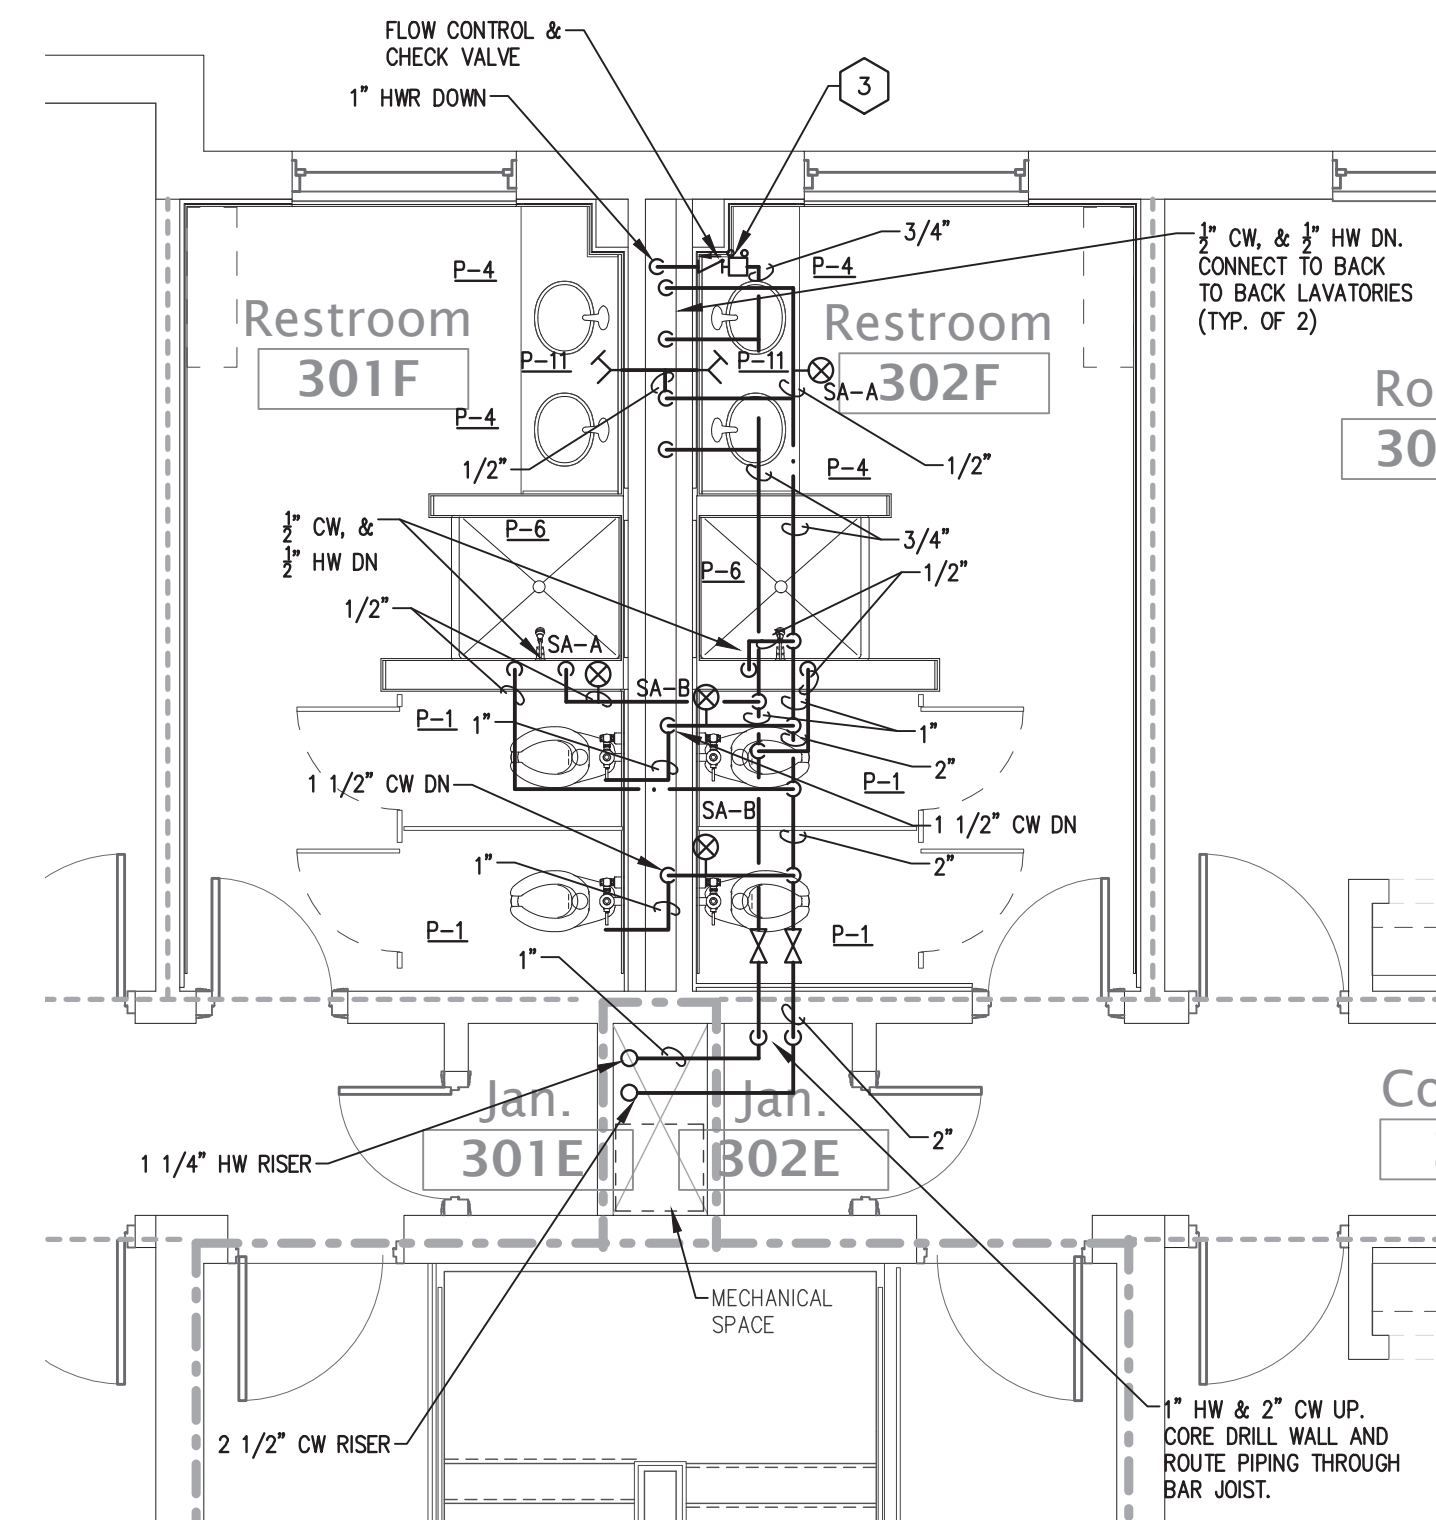 FLOW CONTROL &
CHECK VALVE
1" HWR DOWN
3
3/4"
½" CW, & ½" HW DN.
CONNECT TO BACK
TO BACK LAVATORIES
(TYP. OF 2)
P-4
P-4
Restroom
301F
Restroom
302F
P-11
P-11
SA-A
P-4
P-4
Ro
30
1/2"
1/2"
½" CW, &
½" HW DN
P-6
P-6
3/4"
1/2"
1/2"
SA-A
SA-B
P-1
1"
1"
2"
1 1/2" CW DN
P-1
SA-B
1 1/2" CW DN
1"
2"
P-1
P-1
1"
Jan.
301E
Jan.
302E
Co
1 1/4" HW RISER
2"
MECHANICAL
SPACE
2 1/2" CW RISER
1" HW & 2" CW UP.
CORE DRILL WALL AND
ROUTE PIPING THROUGH
BAR JOIST.